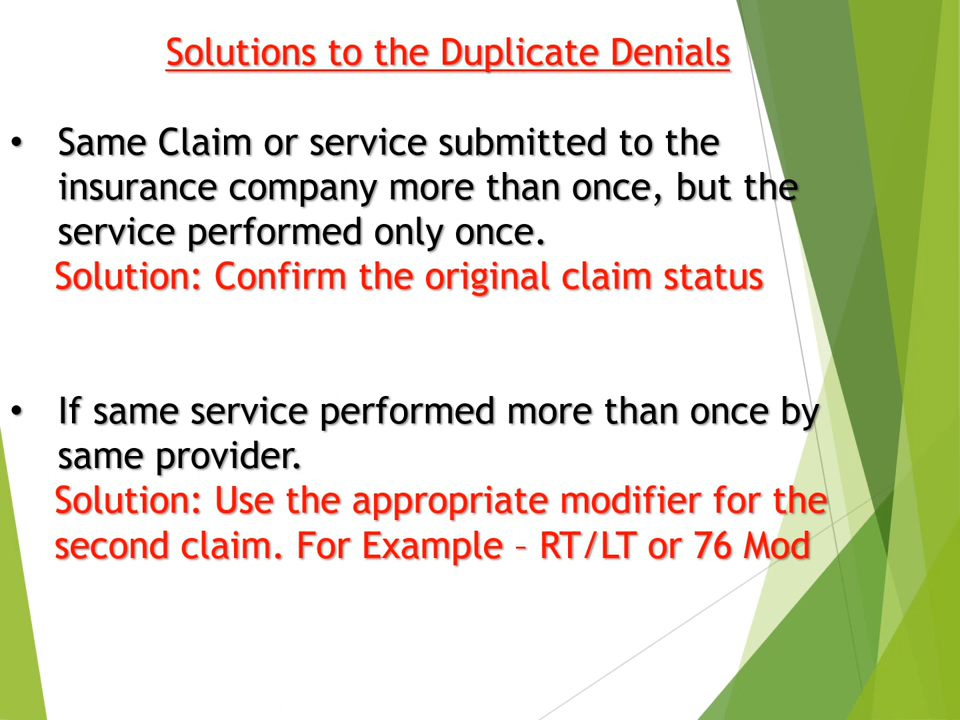 Solutions to the Duplicate Denials
• Same Claim or service submitted to the
insurance company more than once, but the
service performed only once.
Solution: Confirm the original claim status
• If same service performed more than once by
same provider.
Solution: Use the appropriate modifier for the
second claim. For Example – RT/LT or 76 Mod